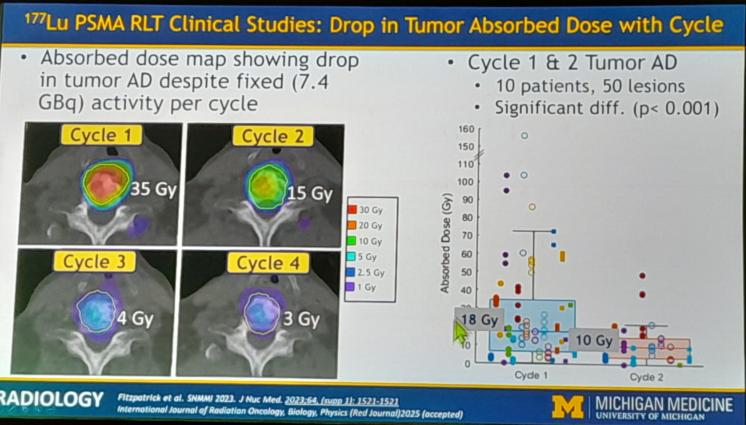 ¹⁷⁷Lu PSMA RLT Clinical Studies: Drop in Tumor Absorbed Dose with Cycle
• Absorbed dose map showing drop
in tumor AD despite fixed (7.4
GBq) activity per cycle
Cycle 1
35 Gy
Cycle 2
15 Gy
Cycle 3
4 Gy
Cycle 4
3 Gy
30 Gy
20 Gy
10 Gy
5 Gy
2.5 Gy
1 Gy
• Cycle 1 & 2 Tumor AD
• 10 patients, 50 lesions
• Significant diff. (p< 0.001)
Absorbed Dose (Gy)
160
150
110
100
90
80
70
60
50
40
30
10
0
18 Gy
10 Gy
Cycle 1
Cycle 2
RADIOLOGY
Fitzpatrick et al. SNMMI 2023. J Nuc Med. 2023;64, (supp 1); 1521-1521
International Journal of Radiation Oncology, Biology, Physics (Red Journal)2025 (accepted)
M
MICHIGAN MEDICINE
UNIVERSITY OF MICHIGAN